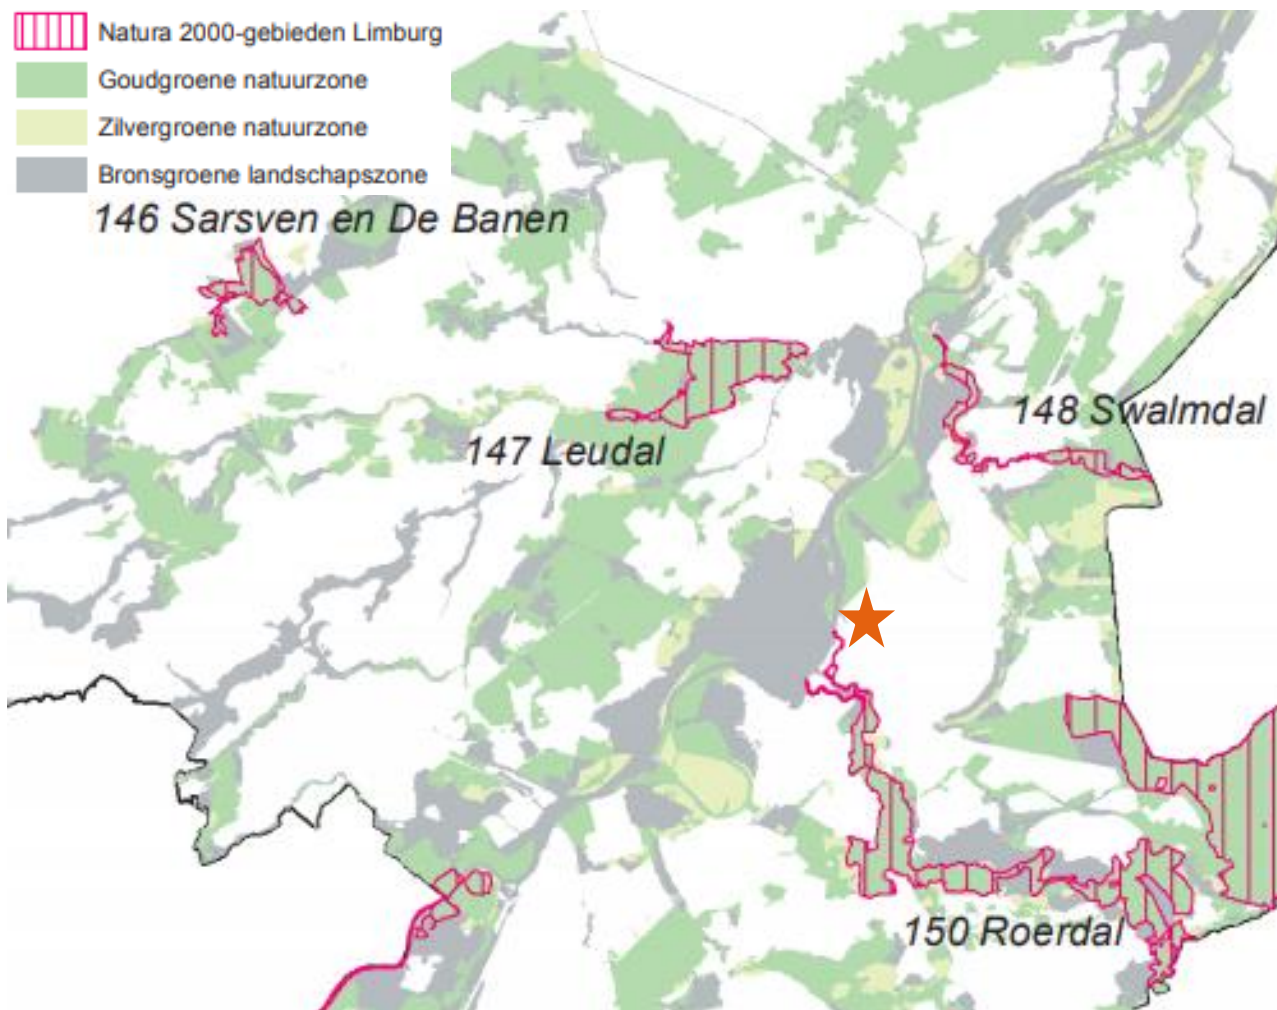 Natura 2000-gebieden Limburg
Goudgroene natuurzone
Zilvergroene natuurzone
Bronsgroene landschapszone
146 Sarsven en De Banen
148 Swalmdal
147 Leudal
150 Roerdal